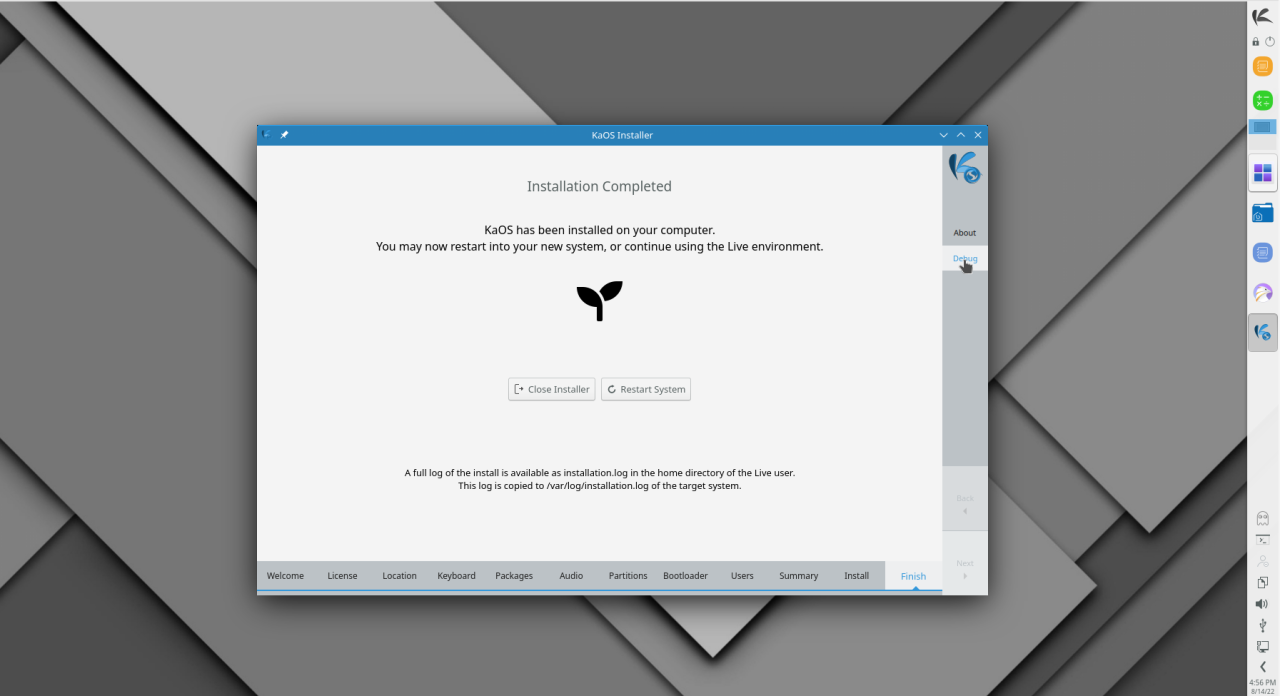 KaOS Installer
Installation Completed
KaOS has been installed on your computer.
You may now restart into your new system, or continue using the Live environment.
Close Installer
Restart System
A full log of the install is available as installation.log in the home directory of the Live user.
This log is copied to /var/log/installation.log of the target system.
About
Debug
Back
Next
Welcome
License
Location
Keyboard
Packages
Audio
Partitions
Bootloader
Users
Summary
Install
Finish
4:56 PM
8/14/22